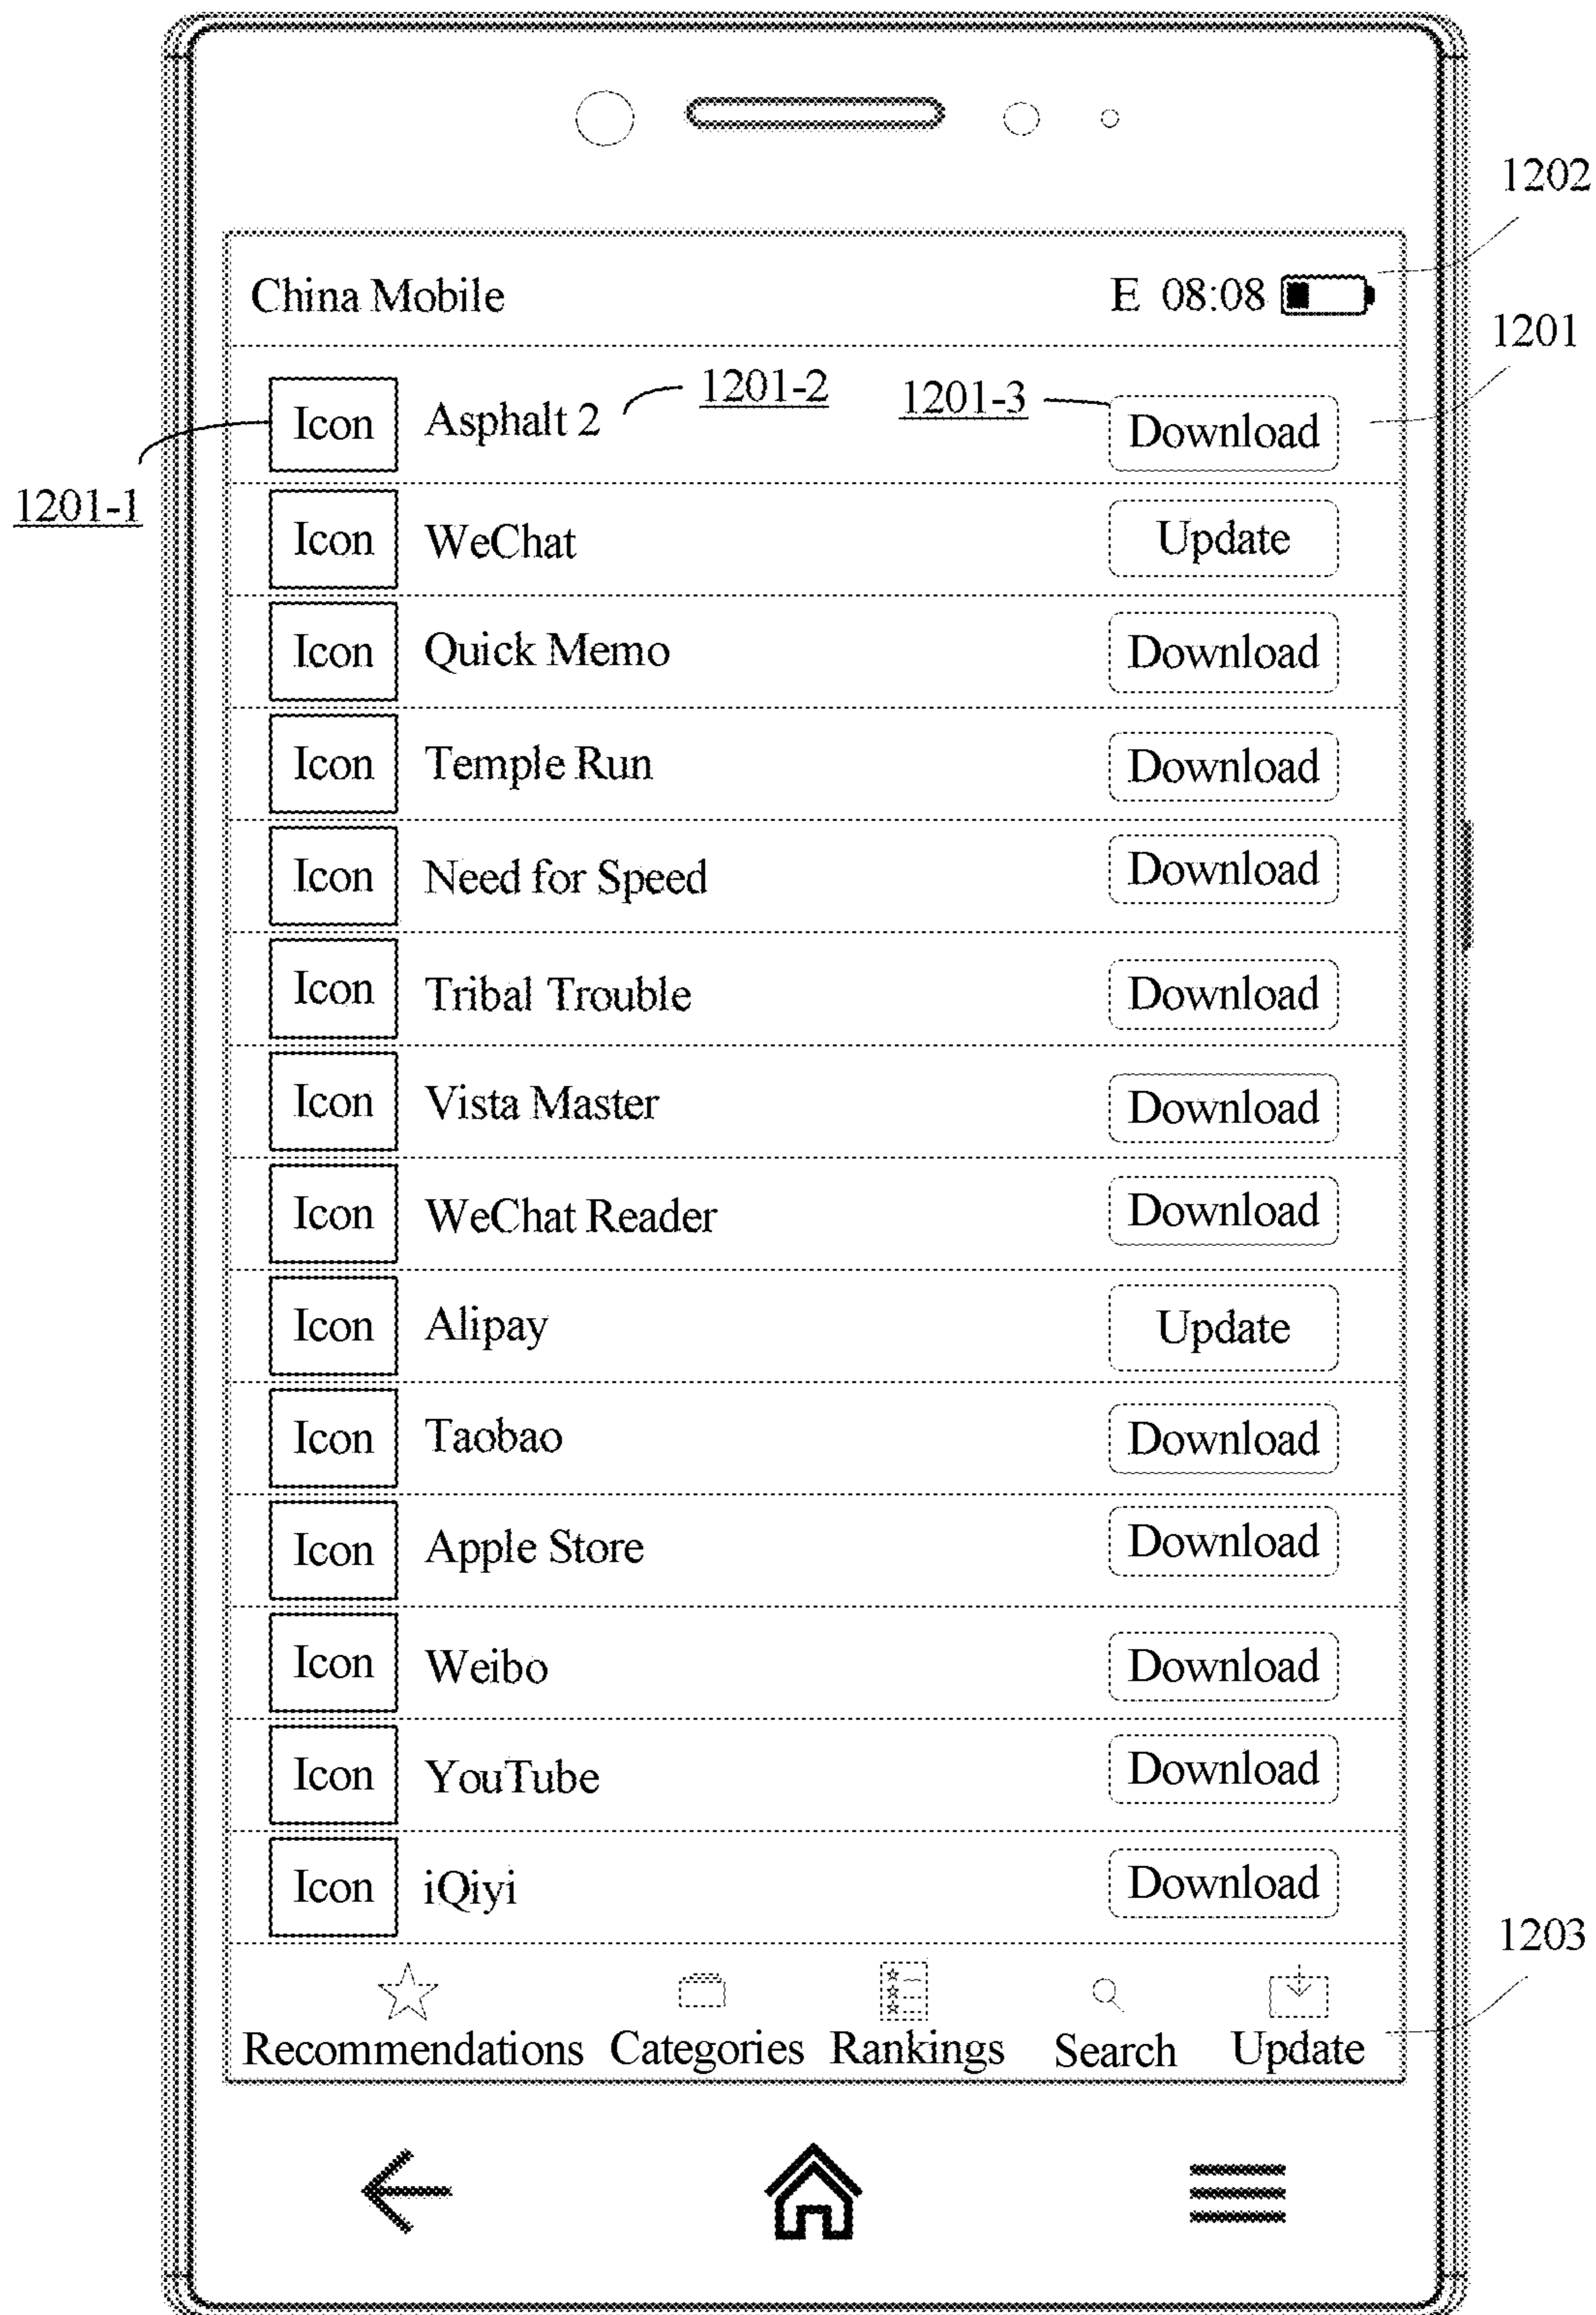 1202
China Mobile E 08:08
1201
Icon Asphalt 2 1201-2 1201-3 Download
1201-1
Icon WeChat Update
Icon Quick Memo Download
Icon Temple Run Download
Icon Need for Speed Download
Icon Tribal Trouble Download
Icon Vista Master Download
Icon WeChat Reader Download
Icon Alipay Update
Icon Taobao Download
Icon Apple Store Download
Icon Weibo Download
Icon YouTube Download
Icon iQiyi Download
1203
Recommendations Categories Rankings Search Update